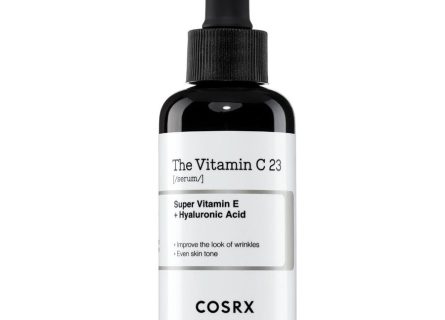 The Vitamin C 23
[/serum/]
Super Vitamin E
+ Hyaluronic Acid
• Improve the look of wrinkles
• Even skin tone
COSRX